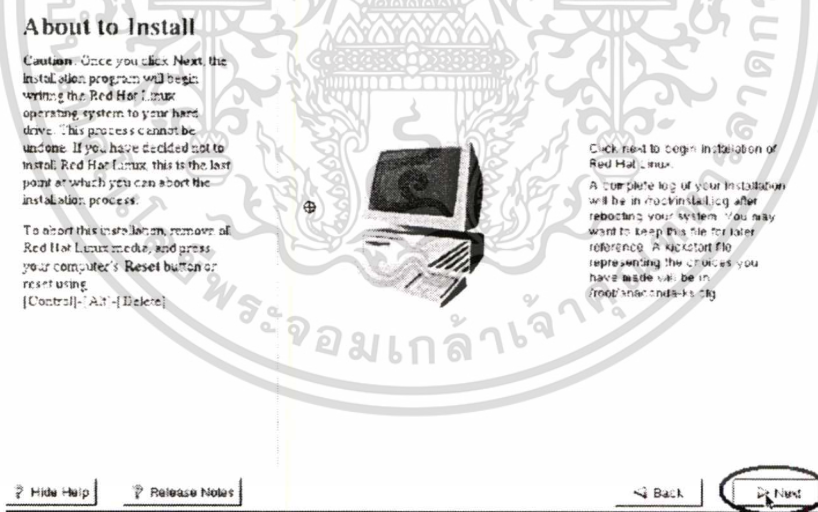 About to Install
Caution: Once you click Next, the
installation program will begin
writing the Red Hat Linux
operating system to your hard
drive. This process cannot be
undone. If you have decided not to
install Red Hat Linux, this is the last
point at which you can abort the
installation process.
To abort this installation, remove all
Red Hat Linux media, and press
your computer's Reset button or
reset using
[Control]-[Alt]-[Delete]
Click next to begin installation of
Red Hat Linux.
A complete log of your installation
will be in /root/install.log after
rebooting your system. You may
want to keep this file for later
reference. A kickstart file
representing the choices you
have made will be in
/root/anaconda-ks.cfg
? Hide Help
? Release Notes
Back
Next